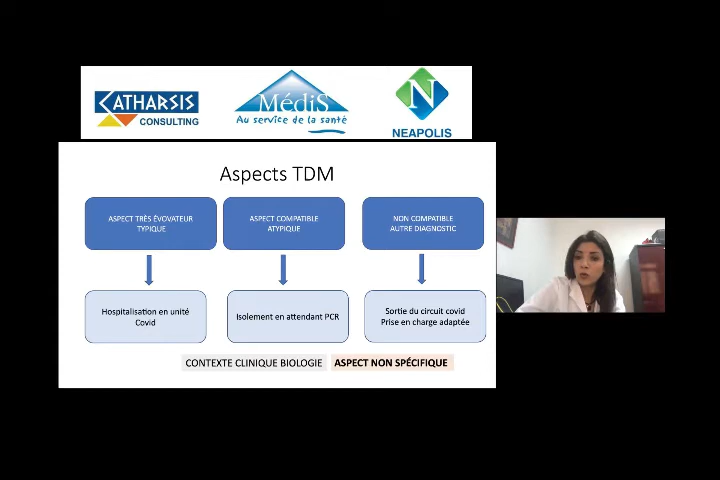 CATHARSIS
CONSULTING
MédiS
Au service de la santé
N
NEAPOLIS
Aspects TDM
ASPECT TRÈS ÉVOVATEUR
TYPIQUE
ASPECT COMPATIBLE
ATYPIQUE
NON COMPATIBLE
AUTRE DIAGNOSTIC
Hospitalisation en unité
Covid
Isolement en attendant PCR
Sortie du circuit covid
Prise en charge adaptée
CONTEXTE CLINIQUE BIOLOGIE
ASPECT NON SPÉCIFIQUE